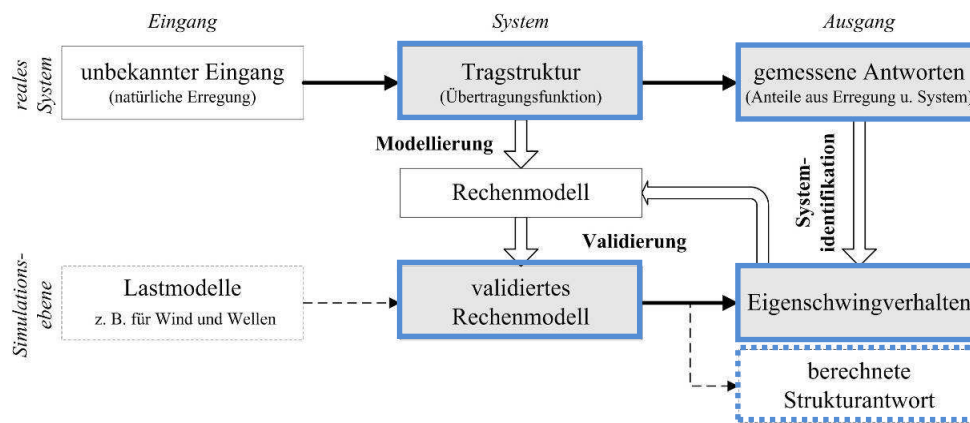 Eingang
System
Ausgang
reales
System
unbekannter Eingang
(natürliche Erregung)
Tragstruktur
(Übertragungsfunktion)
gemessene Antworten
(Anteile aus Erregung u. System)
Modellierung
Rechenmodell
System-
identifikation
Validierung
Simulations-
ebene
Lastmodelle
z. B. für Wind und Wellen
validiertes
Rechenmodell
Eigenschwingverhalten
berechnete
Strukturantwort